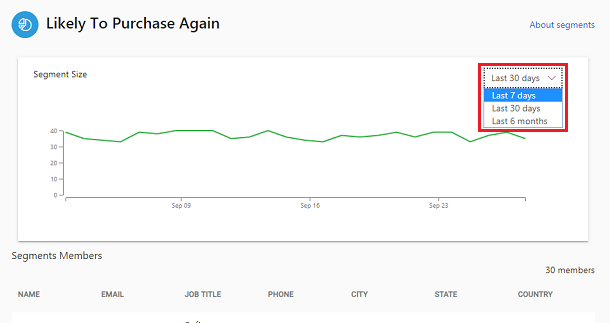 Likely To Purchase Again
About segments
Segment Size
Last 30 days
Last 7 days
Last 30 days
Last 6 months
40
30
20
10
0
Sep 09 Sep 16 Sep 23
Segments Members
30 members
NAME EMAIL JOB TITLE PHONE CITY STATE COUNTRY